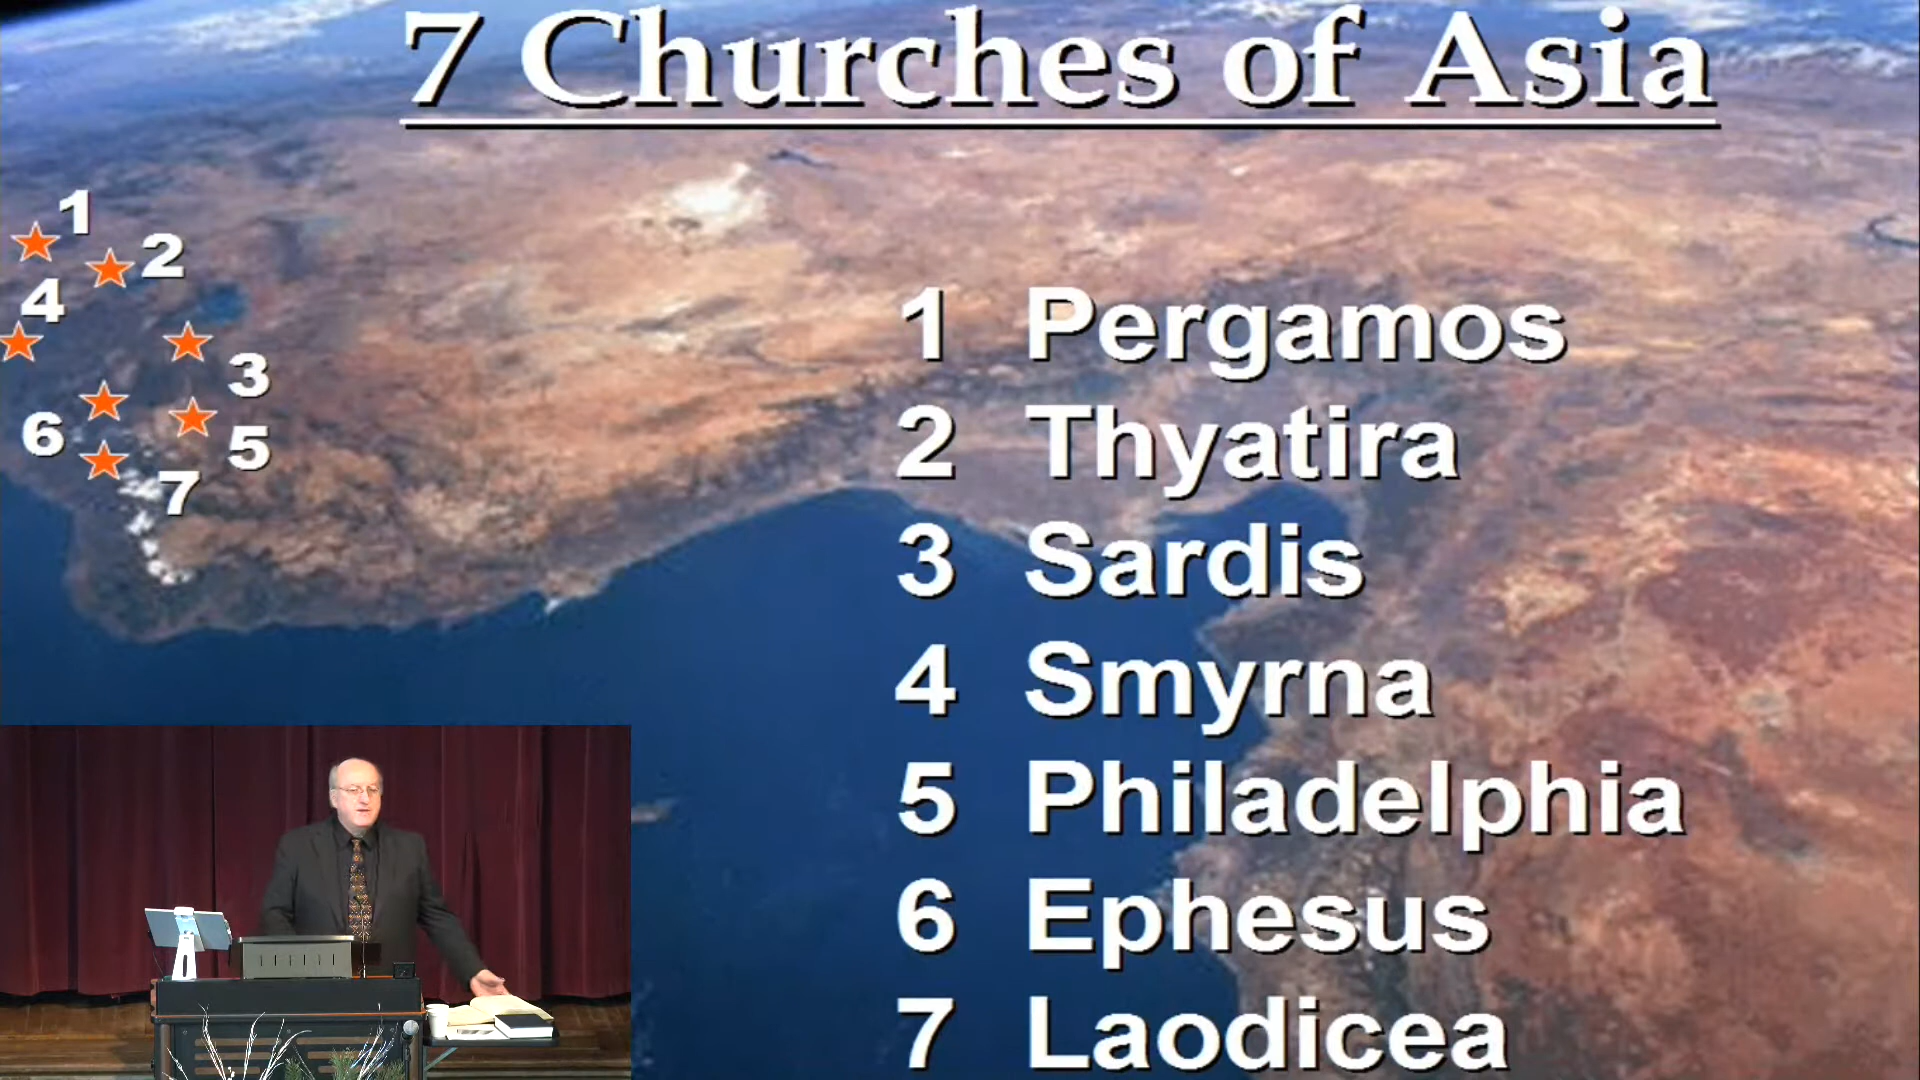 7 Churches of Asia
1
2
4
3
6
5
7
1 Pergamos
2 Thyatira
3 Sardis
4 Smyrna
5 Philadelphia
6 Ephesus
7 Laodicea